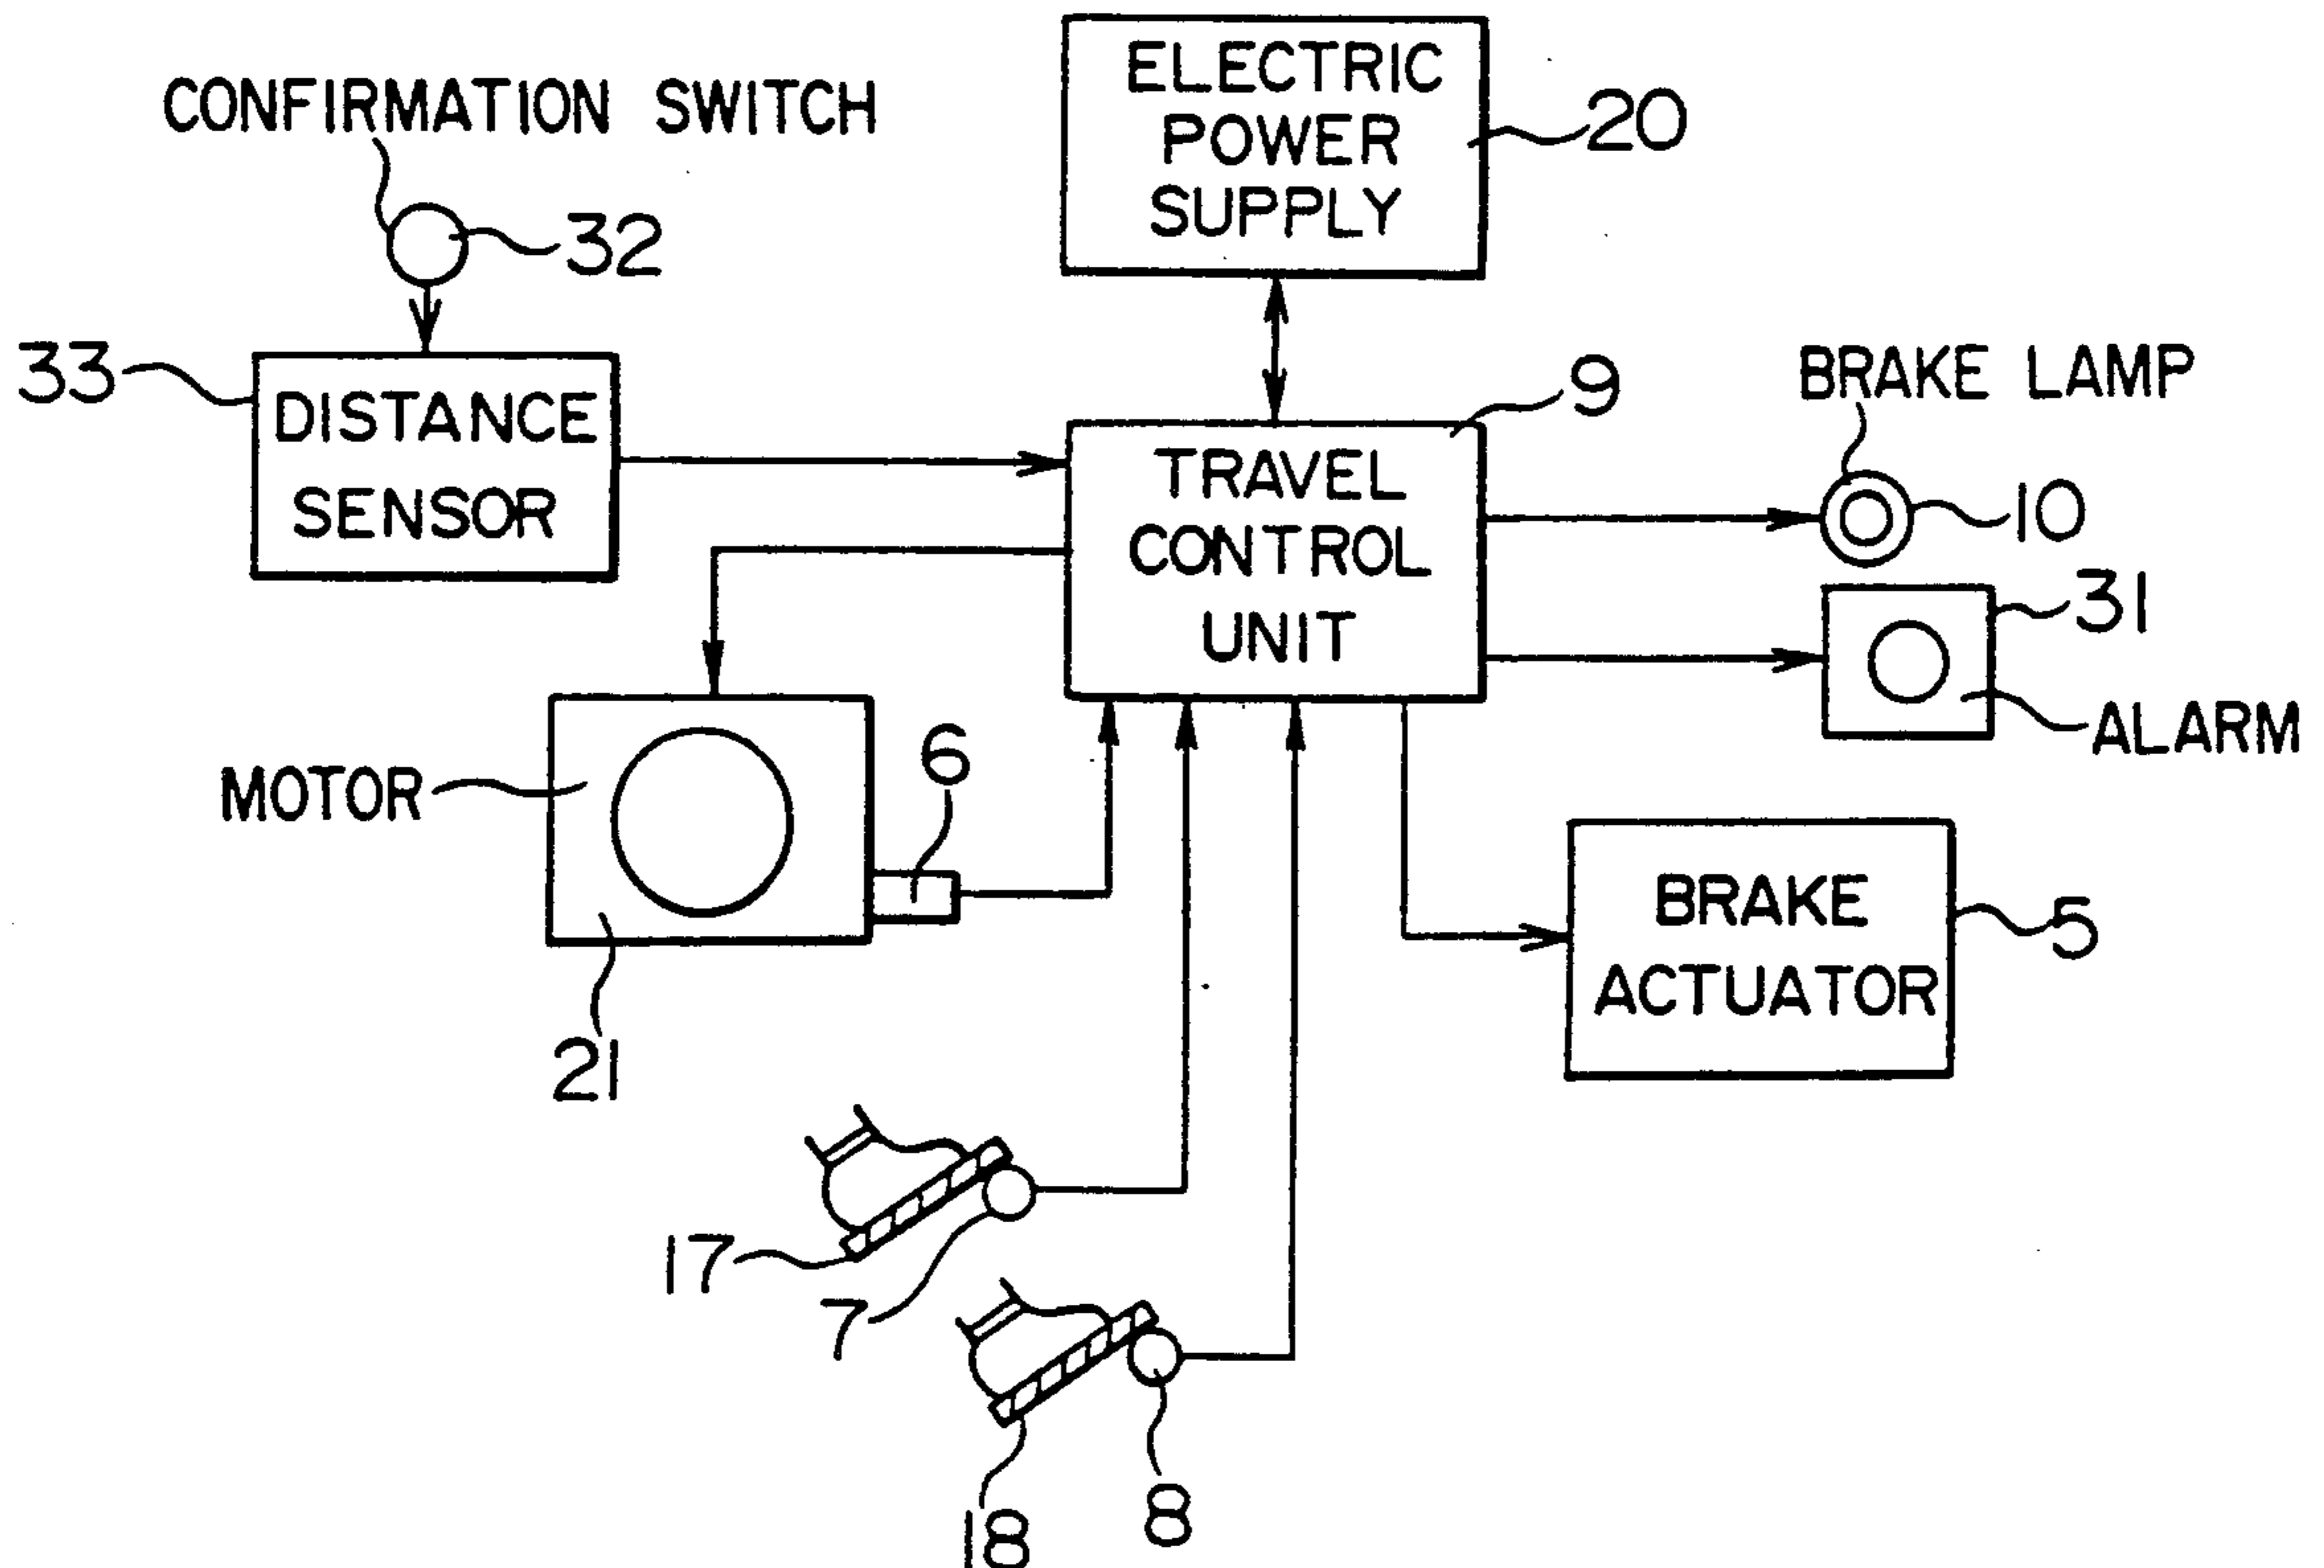 CONFIRMATION SWITCH
32
ELECTRIC
POWER
SUPPLY
20
33
DISTANCE
SENSOR
9
TRAVEL
CONTROL
UNIT
BRAKE LAMP
10
31
ALARM
MOTOR
6
21
BRAKE
ACTUATOR
5
17
7
18
8